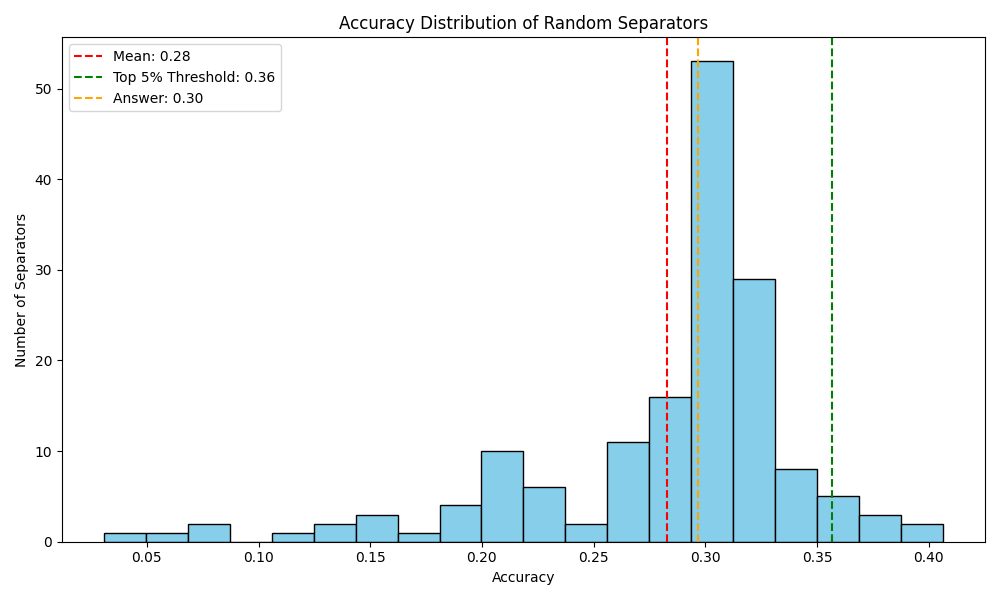 Accuracy Distribution of Random Separators
Mean: 0.28
Top 5% Threshold: 0.36
Answer: 0.30
Number of Separators
50
40
30
20
10
0
0.05 0.10 0.15 0.20 0.25 0.30 0.35 0.40
Accuracy